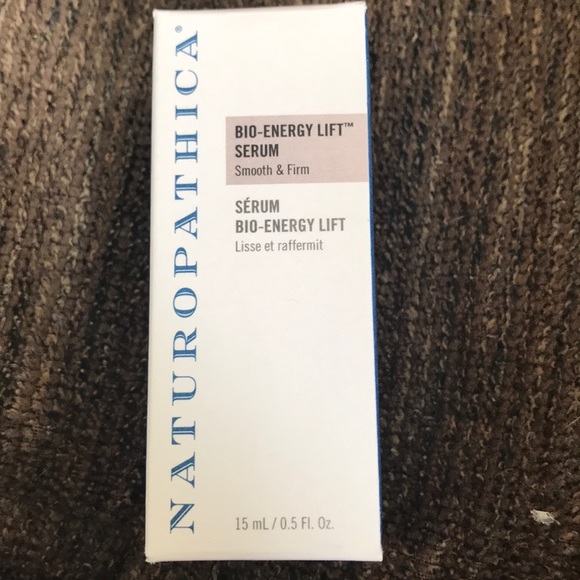 NATUROPATHICA®
BIO-ENERGY LIFT™
SERUM
Smooth & Firm
SÉRUM
BIO-ENERGY LIFT
Lisse et raffermit
15 mL / 0.5 Fl. Oz.